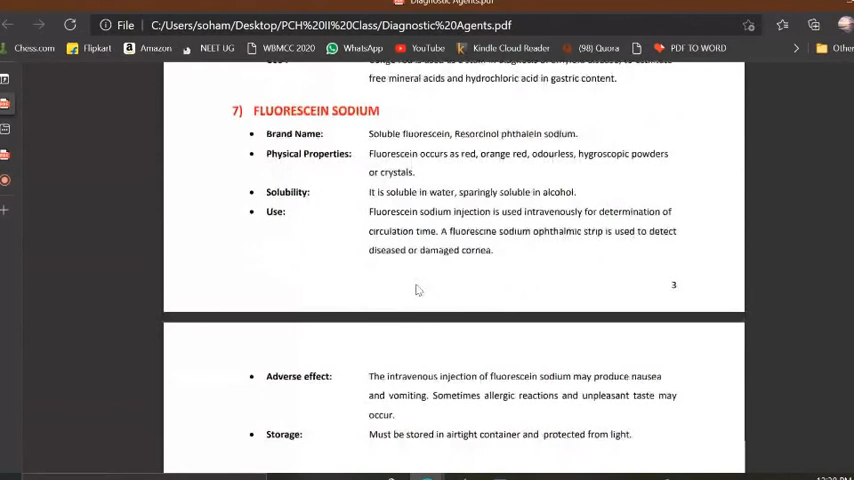 Diagnostic Agents.pdf
File C:/Users/soham/Desktop/PCH%20II%20Class/Diagnostic%20Agents.pdf
Chess.com Flipkart Amazon NEET UG WBMCC 2020 WhatsApp YouTube Kindle Cloud Reader (98) Quora PDF TO WORD Other
free mineral acids and hydrochloric acid in gastric content.
7) FLUORESCEIN SODIUM
• Brand Name: Soluble fluorescein, Resorcinol phthalein sodium.
• Physical Properties: Fluorescein occurs as red, orange red, odourless, hygroscopic powders
or crystals.
• Solubility: It is soluble in water, sparingly soluble in alcohol.
• Use: Fluorescein sodium injection is used intravenously for determination of
circulation time. A fluorescine sodium ophthalmic strip is used to detect
diseased or damaged cornea.
3
• Adverse effect: The intravenous injection of fluorescein sodium may produce nausea
and vomiting. Sometimes allergic reactions and unpleasant taste may
occur.
• Storage: Must be stored in airtight container and protected from light.